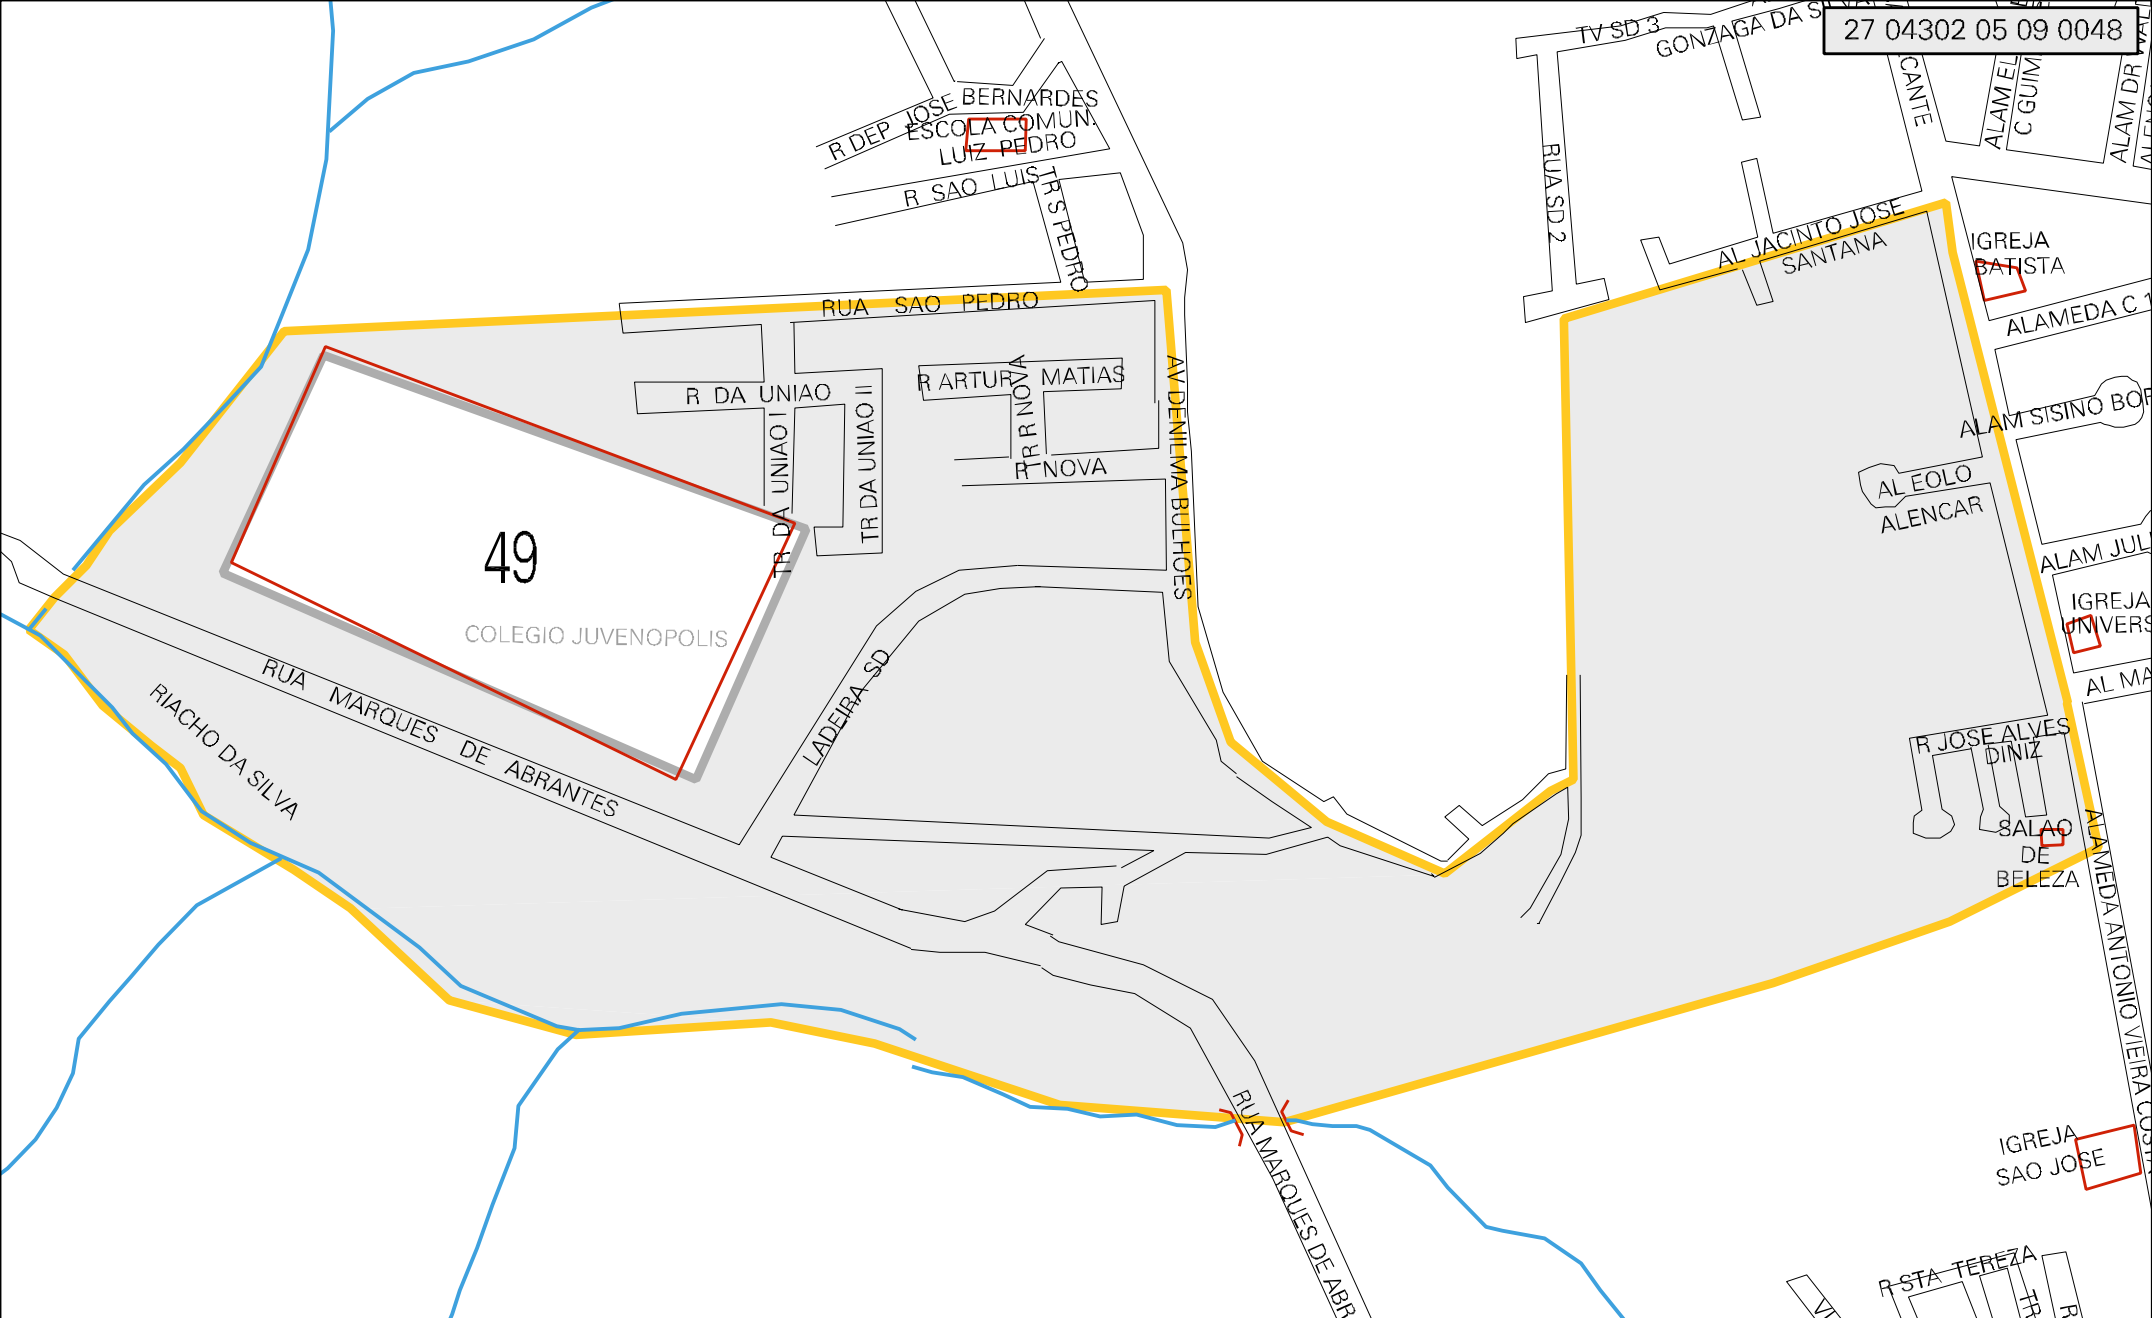 27 04302 05 09 0048
TV SD 3
GONZAGA DA SILVA
R DEP JOSE BERNARDES
ESCOLA COMUN.
LUIZ PEDRO
R SAO LUIS
TR S PEDRO
RUA SD 2
ALAM EL
C GUIM
ALAM DR
AL JACINTO JOSE
SANTANA
IGREJA
BATISTA
RUA SAO PEDRO
ALAMEDA C 1
R ARTUR MATIAS
R DA UNIAO
TR DA UNIAO I
TR DA UNIAO II
TR R NOVA
R NOVA
AV DENILMA BULHOES
ALAM SISINO BOR
AL EOLO
ALENCAR
49
COLEGIO JUVENOPOLIS
ALAM JUL
IGREJA
UNIVERS
AL MA
RUA MARQUES DE ABRANTES
RIACHO DA SILVA
LADEIRA SD
R JOSE ALVES
DINIZ
SALAO
DE
BELEZA
ALAMEDA ANTONIO VIEIRA COS
RUA MARQUES DE ABR
IGREJA
SAO JOSE
R STA TEREZA
VI
TR
R